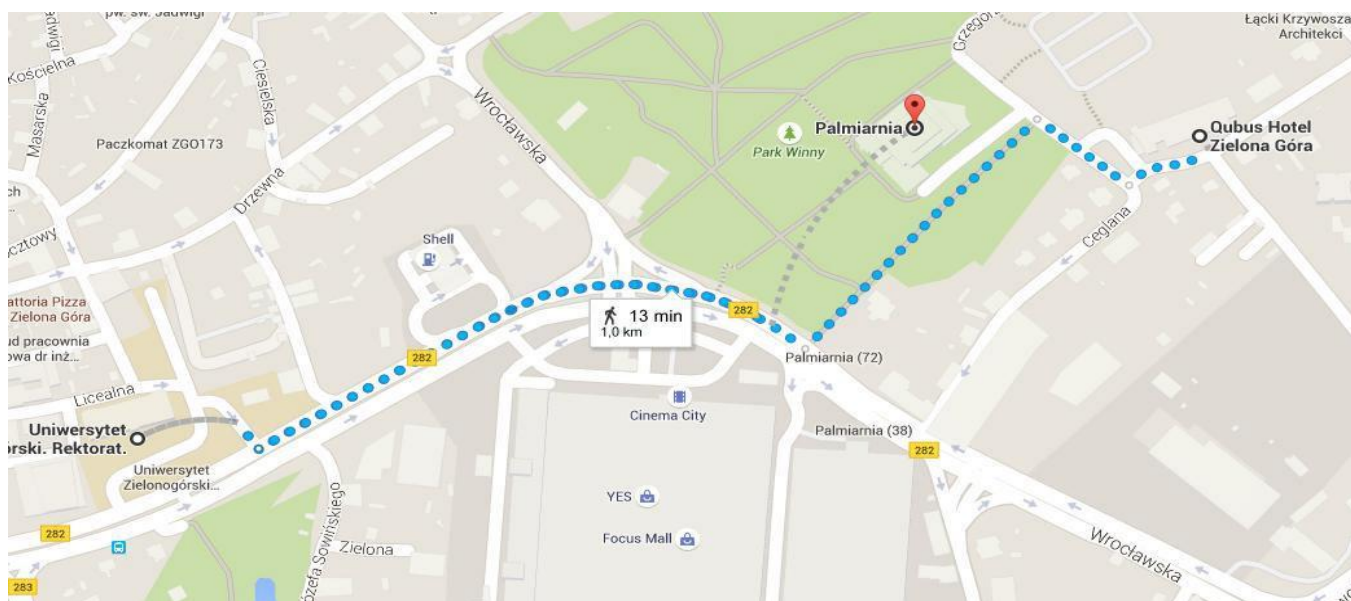 pw. św. Jadwigi
Kościelna
Masarska
Ciesielska
Paczkomat ZGO173
Drzewna
Wrocławska
Łącki Krzywosza
Architekci
Palmiarnia
Park Winny
Qubus Hotel
Zielona Góra
Ceglana
Shell
attoria Pizza
Zielona Góra
ud pracownia
owa dr inż...
Licealna
282
282
13 min
1,0 km
Palmiarnia (72)
Cinema City
Palmiarnia (38)
282
Uniwersytet
órski. Rektorat.
Uniwersytet
Zielonogórski...
YES
Focus Mall
282
283
Zielona
Józefa Sowińskiego
Wrocławska